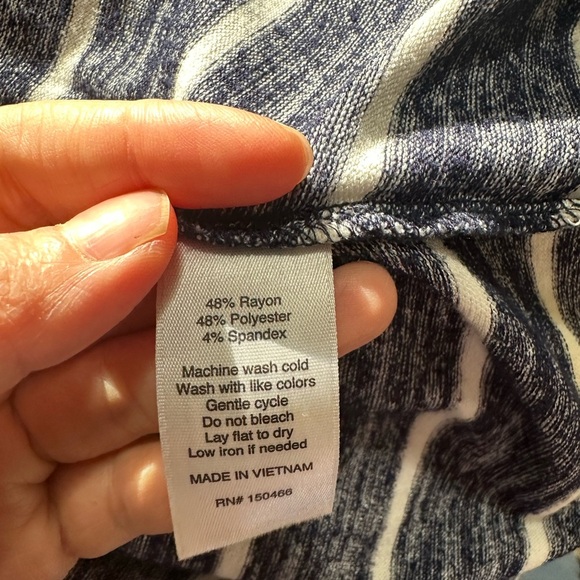 48% Rayon
48% Polyester
4% Spandex
Machine wash cold
Wash with like colors
Gentle cycle
Do not bleach
Lay flat to dry
Low iron if needed
MADE IN VIETNAM
RN# 150466